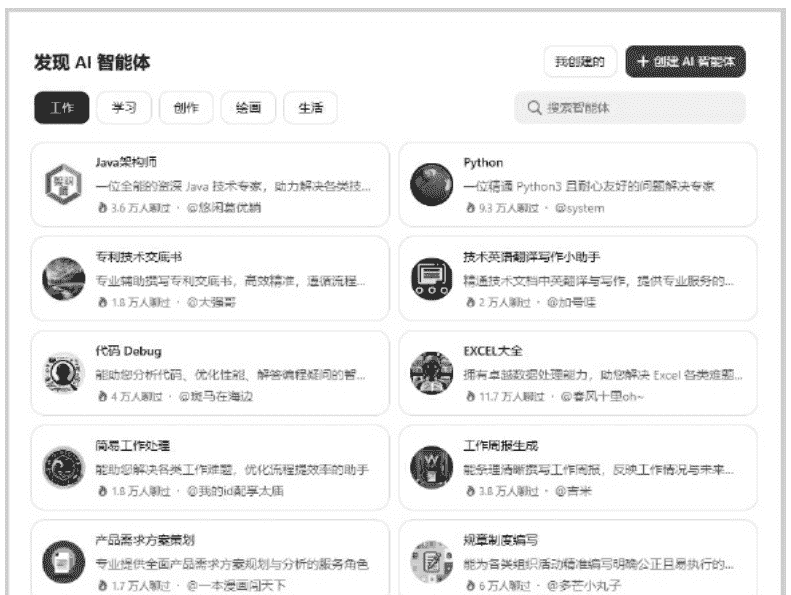 发现 AI 智能体
我创建的
+ 创建 AI 智能体
工作
学习
创作
绘画
生活
搜索智能体
Java架构师
一位全能的资深 Java 技术专家，助力解决各类技...
3.6 万人聊过 · @悠闲葛优躺
Python
一位精通 Python3 且耐心友好的问题解决专家
9.3 万人聊过 · @system
专利技术交底书
专业辅助撰写专利交底书，高效精准，遵循流程...
1.8 万人聊过 · @大强哥
技术英语翻译写作小助手
精通技术文档中英翻译与写作，提供专业服务的...
2 万人聊过 · @加号佳
代码 Debug
能助您分析代码、优化性能、解答编程疑问的智...
4 万人聊过 · @斑马在海边
EXCEL大全
拥有卓越数据处理能力，助您解决 Excel 各类难题...
11.7 万人聊过 · @春风十里oh~
简易工作处理
能助您解决各类工作难题，优化流程提效率的助手
1.8 万人聊过 · @我的id配享太庙
工作周报生成
能条理清晰撰写工作周报，反映工作情况与未来...
3.8 万人聊过 · @吉米
产品需求方案策划
专业提供全面产品需求方案规划与分析的服务角色
1.7 万人聊过 · @一本漫画闯天下
规章制度编写
能为各类组织活动精准编写明确公正且易执行的...
6 万人聊过 · @多芒小丸子